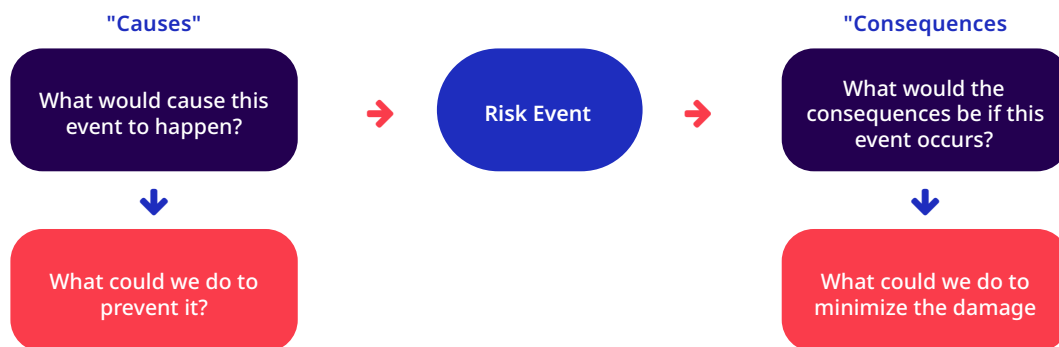 "Causes"
"Consequences
What would cause this
event to happen?
Risk Event
What would the
consequences be if this
event occurs?
What could we do to
prevent it?
What could we do to
minimize the damage